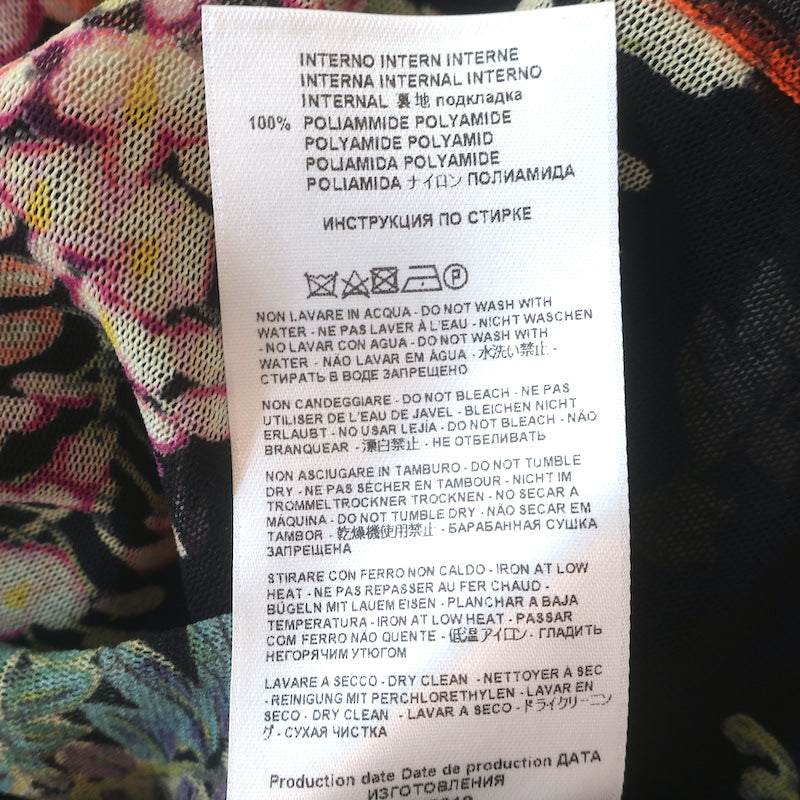 INTERNO INTERN INTERNE
INTERNA INTERNAL INTERNO
INTERNAL 裏地 подкладка
100% POLIAMMIDE POLYAMIDE
POLYAMIDE POLYAMID
POLIAMIDA POLYAMIDE
POLIAMIDA ナイロン ПОЛИАМИДА
ИНСТРУКЦИЯ ПО СТИРКЕ
P
NON LAVARE IN ACQUA - DO NOT WASH WITH
WATER - NE PAS LAVER À L'EAU - NICHT WASCHEN
- NO LAVAR CON AGUA - DO NOT WASH WITH
WATER - NÃO LAVAR EM ÁGUA - 水洗い禁止 -
СТИРАТЬ В ВОДЕ ЗАПРЕЩЕНО
NON CANDEGGIARE - DO NOT BLEACH - NE PAS
UTILISER DE L'EAU DE JAVEL - BLEICHEN NICHT
ERLAUBT - NO USAR LEJÍA - DO NOT BLEACH - NÃO
BRANQUEAR - 漂白禁止 - НЕ ОТБЕЛИВАТЬ
NON ASCIUGARE IN TAMBURO - DO NOT TUMBLE
DRY - NE PAS SÉCHER EN TAMBOUR - NICHT IM
TROMMELTROCKNER TROCKNEN - NO SECAR A
MÁQUINA - DO NOT TUMBLE DRY - NÃO SECAR EM
TAMBOR - 乾燥機使用禁止 - БАРАБАННАЯ СУШКА
ЗАПРЕЩЕНА
STIRARE CON FERRO NON CALDO - IRON AT LOW
HEAT - NE PAS REPASSER AU FER CHAUD -
BÜGELN MIT LAUEM EISEN - PLANCHAR A BAJA
TEMPERATURA - IRON AT LOW HEAT - PASSAR
COM FERRO NÃO QUENTE - 低温アイロン - ГЛАДИТЬ
НЕГОРЯЧИМ УТЮГОМ
LAVARE A SECCO - DRY CLEAN - NETTOYER À SEC
- REINIGUNG MIT PERCHLORETHYLEN - LAVAR EN
SECO - DRY CLEAN - LAVAR A SECO - ドライクリーニン
グ - СУХАЯ ЧИСТКА
Production date Date de production ДАТА
ИЗГОТОВЛЕНИЯ